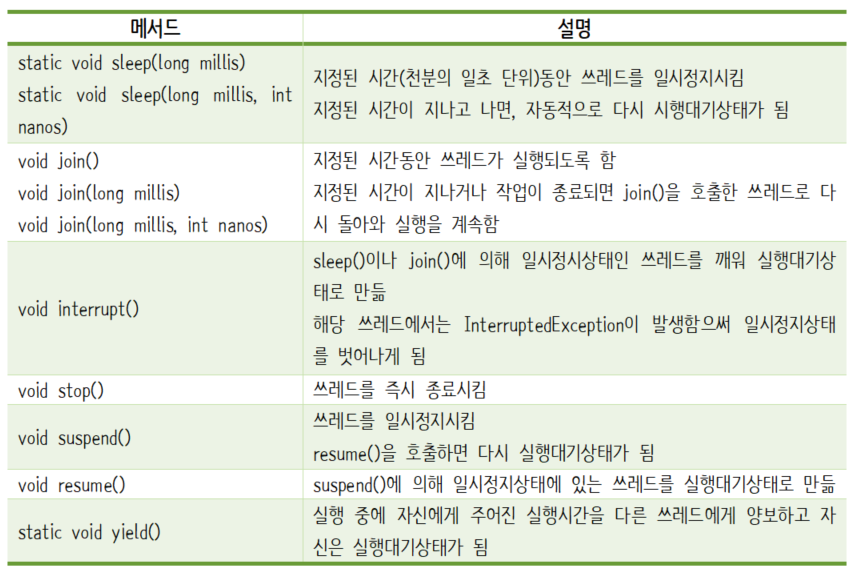 메서드 설명
static void sleep(long millis)
static void sleep(long millis, int
nanos)
지정된 시간(천분의 일초 단위)동안 쓰레드를 일시정지시킴
지정된 시간이 지나고 나면, 자동적으로 다시 시행대기상태가 됨
void join()
void join(long millis)
void join(long millis, int nanos)
지정된 시간동안 쓰레드가 실행되도록 함
지정된 시간이 지나거나 작업이 종료되면 join()을 호출한 쓰레드로 다
시 돌아와 실행을 계속함
void interrupt()
sleep()이나 join()에 의해 일시정시상태인 쓰레드를 깨워 실행대기상
태로 만듦
해당 쓰레드에서는 InterruptedException이 발생함으써 일시정지상태
를 벗어나게 됨
void stop()
쓰레드를 즉시 종료시킴
void suspend()
쓰레드를 일시정지시킴
resume()을 호출하면 다시 실행대기상태가 됨
void resume()
suspend()에 의해 일시정지상태에 있는 쓰레드를 실행대기상태로 만듦
static void yield()
실행 중에 자신에게 주어진 실행시간을 다른 쓰레드에게 양보하고 자
신은 실행대기상태가 됨